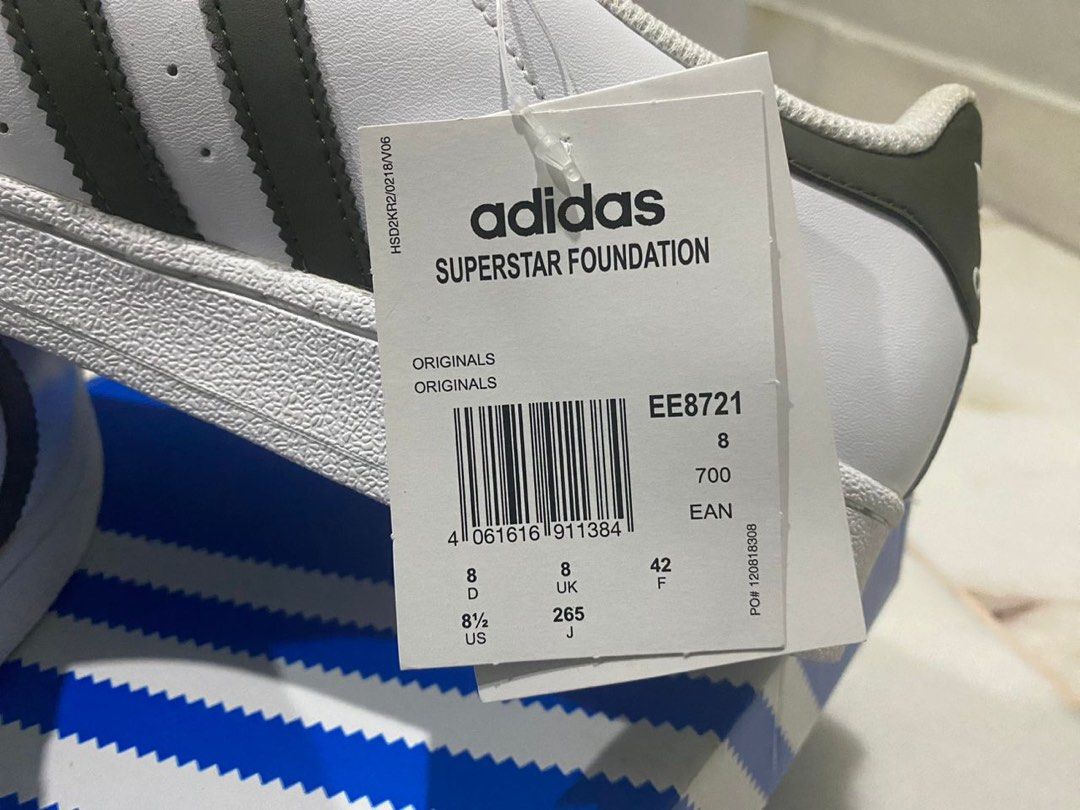 HSD2KR2/0218/V06
adidas
SUPERSTAR FOUNDATION
ORIGINALS
ORIGINALS
EE8721
8
700
EAN
4 061616 911384
8 8 42
D UK F
8½ 265
US J
PO# 120818308